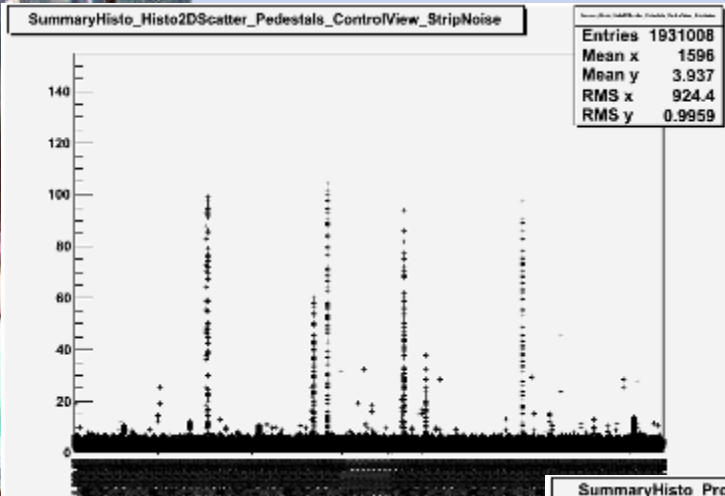 SummaryHisto_Histo2DScatter_Pedestals_ControlView_StripNoise
Entries 1931008
Mean x 1596
Mean y 3.937
RMS x 924.4
RMS y 0.9959
140
120
100
80
60
40
20
0